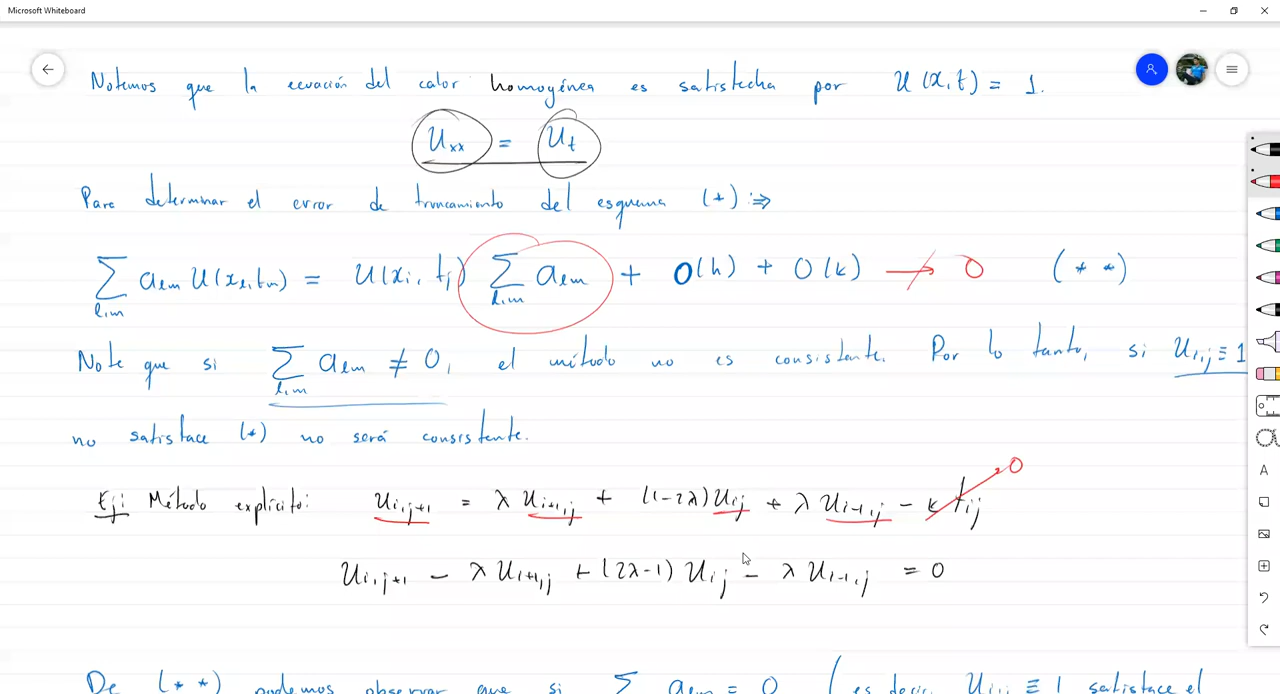 Microsoft Whiteboard
Notemos que la ecuación del calor homogénea es satisfecha por U(x,t) = 1.
Uxx = Ut
Para determinar el error de truncamiento del esquema (*) ⇒
∑ aℓm U(xℓ,tm) = U(xi, tj) ∑ aℓm + O(h) + O(k) → 0 (**)
ℓ,m ℓ,m
Note que si ∑ aℓm ≠ 0, el método no es consistente. Por lo tanto, si Ui,j ≡ 1
ℓ,m
no satisface (*) no será consistente.
Ej: Método explícito: Ui,j+1 = λ Ui+1,j + (1-2λ) Uij + λ Ui-1,j - k fij 0
Ui,j+1 - λ Ui+1,j + (2λ-1) Uij - λ Ui-1,j = 0
De (**) podemos observar que si ∑ aℓm = 0 (es decir, Ui,j ≡ 1 satisface el
A